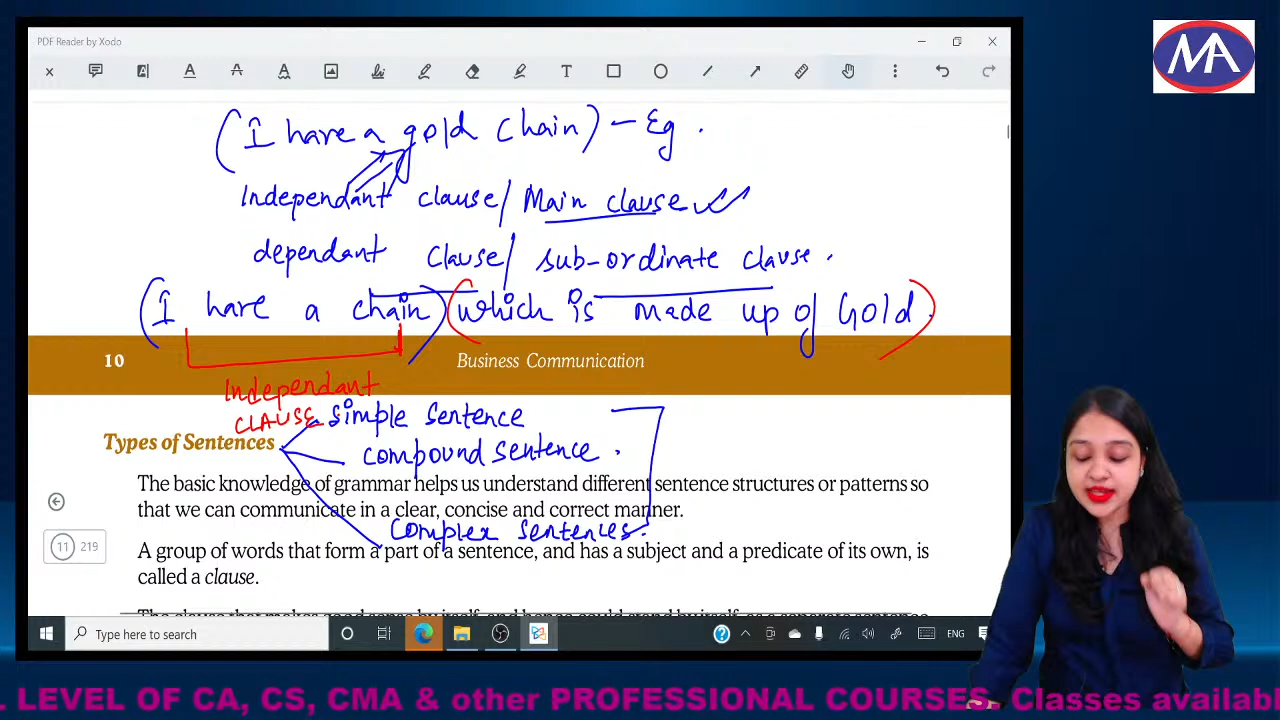 PDF Reader by Xodo
MA
(I have a gold chain) - Eg.
Independant clause / Main clause
dependant clause / sub-ordinate clause.
(I have a chain) (which is made up of Gold).
10 Business Communication
Independant
CLAUSE
simple sentence
Types of Sentences
compound sentence.
The basic knowledge of grammar helps us understand different sentence structures or patterns so
that we can communicate in a clear, concise and correct manner.
complex sentences.
11 219
A group of words that form a part of a sentence, and has a subject and a predicate of its own, is
called a clause.
Type here to search
ENG
LEVEL OF CA, CS, CMA & other PROFESSIONAL COURSES. Classes availabl